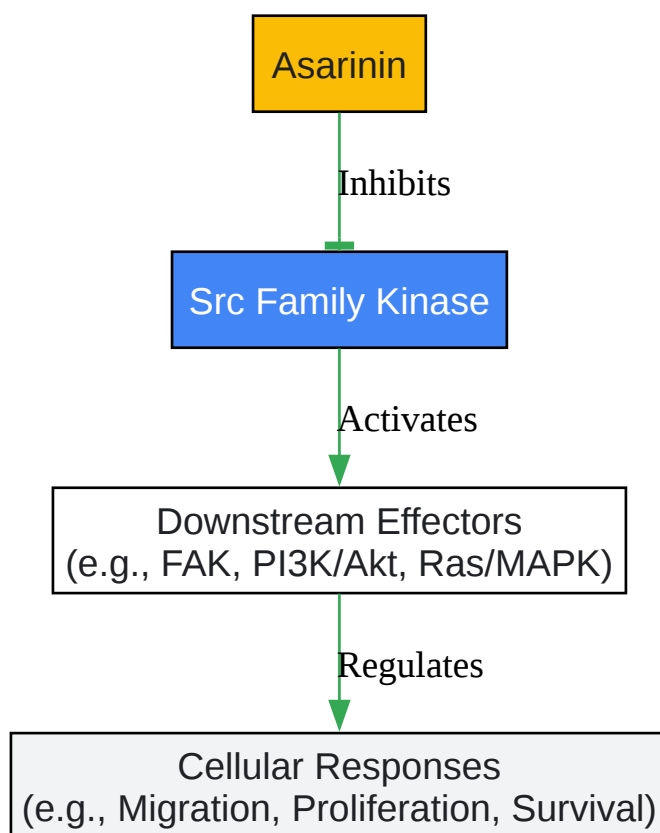 Asarinin
Inhibits
Src Family Kinase
Activates
Downstream Effectors
(e.g., FAK, PI3K/Akt, Ras/MAPK)
Regulates
Cellular Responses
(e.g., Migration, Proliferation, Survival)